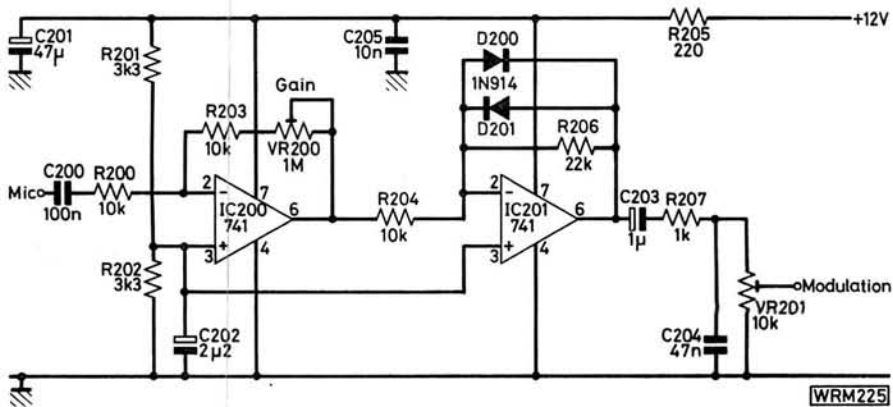 C201
47µ
R201
3k3
C205
10n
D200
1N914
D201
R205
220
+12V
Gain
R203
10k
VR200
1M
R206
22k
Mic
C200
100n
R200
10k
2
-
7
IC200
741
6
+
3
4
R204
10k
2
-
7
IC201
741
6
+
3
4
C203
1µ
R207
1k
R202
3k3
C202
2µ2
C204
47n
VR201
10k
Modulation
WRM225